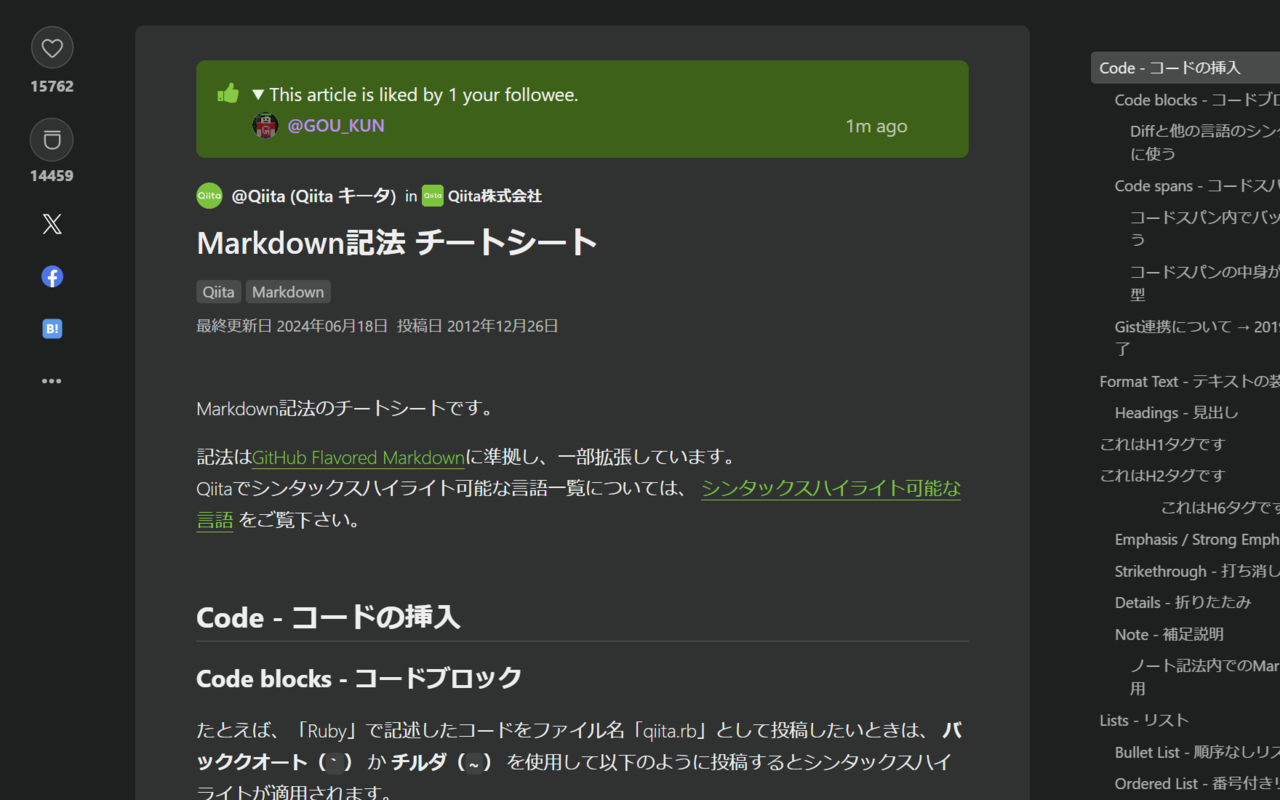 15762
14459
▼ This article is liked by 1 your followee.
@GOU_KUN
1m ago
@Qiita (Qiita キータ) in Qiita Qiita株式会社
Markdown記法 チートシート
Qiita Markdown
最終更新日 2024年06月18日 投稿日 2012年12月26日
Markdown記法のチートシートです。
記法はGitHub Flavored Markdownに準拠し、一部拡張しています。
Qiitaでシンタックスハイライト可能な言語一覧については、 シンタックスハイライト可能な
言語 をご覧下さい。
Code - コードの挿入
Code blocks - コードブロック
たとえば、「Ruby」で記述したコードをファイル名「qiita.rb」として投稿したいときは、 バ
ッククオート（`） か チルダ（~） を使用して以下のように投稿するとシンタックスハイ
ライトが適用されます。
Code - コードの挿入
Code blocks - コードブロ
Diffと他の言語のシン
に使う
Code spans - コードスパ
コードスパン内でバッ
う
コードスパンの中身が
型
Gist連携について → 2019
了
Format Text - テキストの装
Headings - 見出し
これはH1タグです
これはH2タグです
これはH6タグです
Emphasis / Strong Emph
Strikethrough - 打ち消し
Details - 折りたたみ
Note - 補足説明
ノート記法内でのMar
用
Lists - リスト
Bullet List - 順序なしリス
Ordered List - 番号付きリ
B!